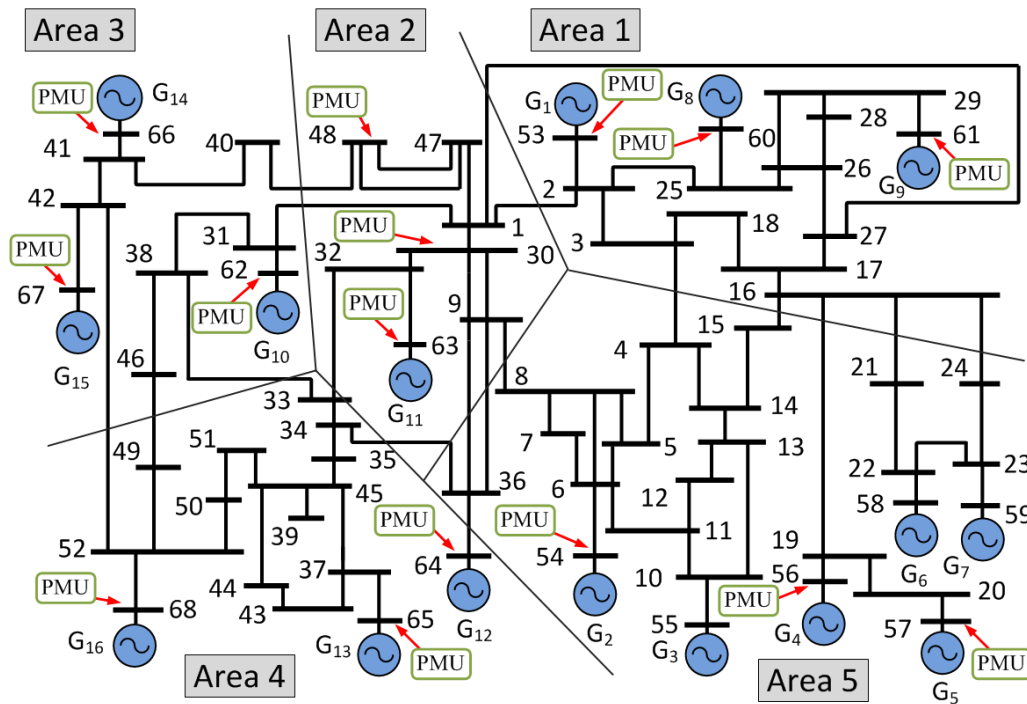 Area 3
Area 2
Area 1
PMU
G14
66
41
40
PMU
48
47
G1
PMU
53
G8
PMU
60
29
28
61
G9
PMU
42
2
25
26
31
1
18
27
PMU
67
G15
38
62
PMU
G10
PMU
32
30
3
17
16
9
PMU
63
G11
15
4
21
24
46
8
14
33
34
35
51
7
5
13
49
45
36
6
12
22
23
50
39
11
58
59
52
PMU
64
PMU
54
19
G6
G7
44
37
10
56
20
PMU
68
43
65
G12
G2
55
PMU
G4
57
G16
G13
PMU
G3
G5
PMU
Area 4
Area 5